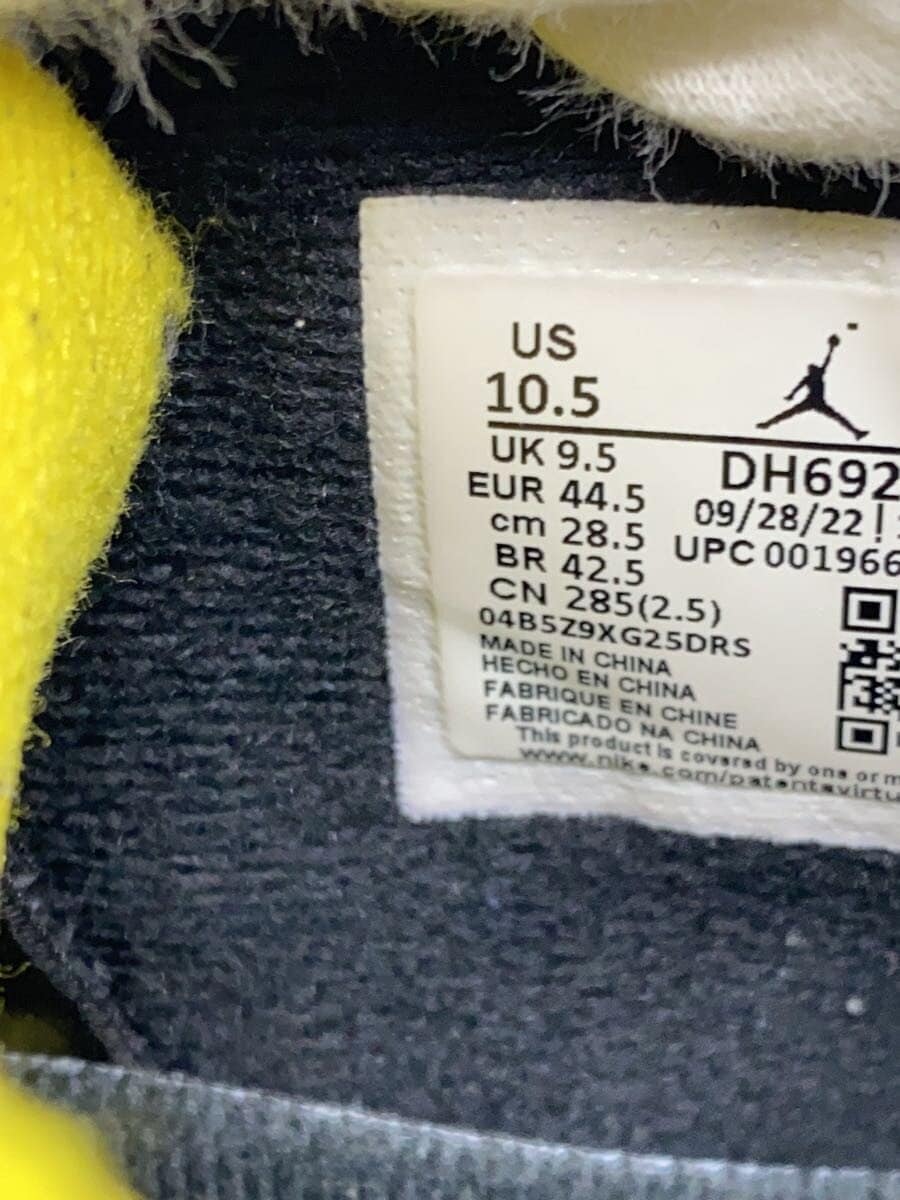 US
10.5
UK 9.5
EUR 44.5
cm 28.5
BR 42.5
CN 285(2.5)
DH692
09/28/22 |
UPC 001966
04B5Z9XG25DRS
MADE IN CHINA
HECHO EN CHINA
FABRIQUE EN CHINE
FABRICADO NA CHINA
This product is covered by one or m
www.nike.com/patentsvirtu